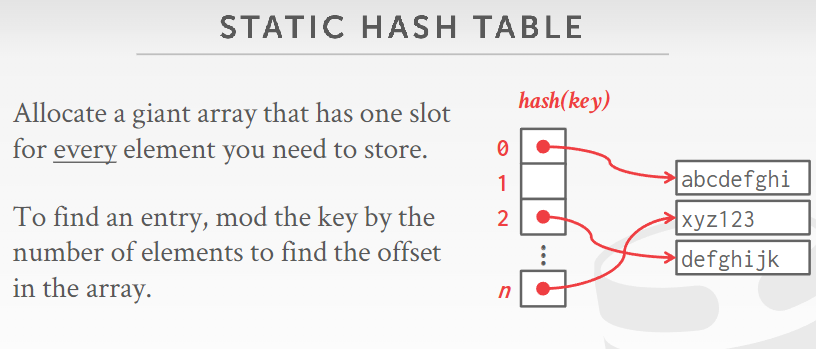 STATIC HASH TABLE
Allocate a giant array that has one slot
for every element you need to store.
To find an entry, mod the key by the
number of elements to find the offset
in the array.
hash(key)
0
1
2
⋮
n
abcdefghi
xyz123
defghijk